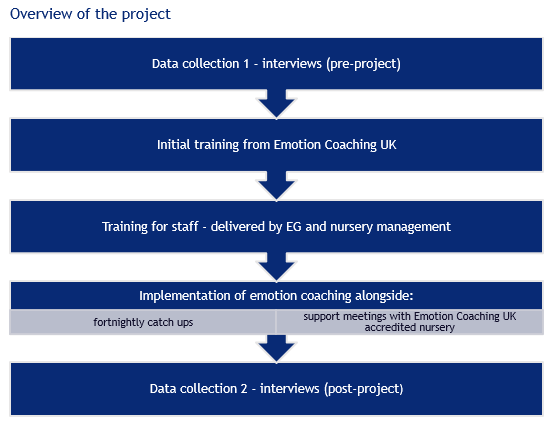 Overview of the project
Data collection 1 - interviews (pre-project)
Initial training from Emotion Coaching UK
Training for staff - delivered by EG and nursery management
Implementation of emotion coaching alongside:
fortnightly catch ups
support meetings with Emotion Coaching UK
accredited nursery
Data collection 2 - interviews (post-project)